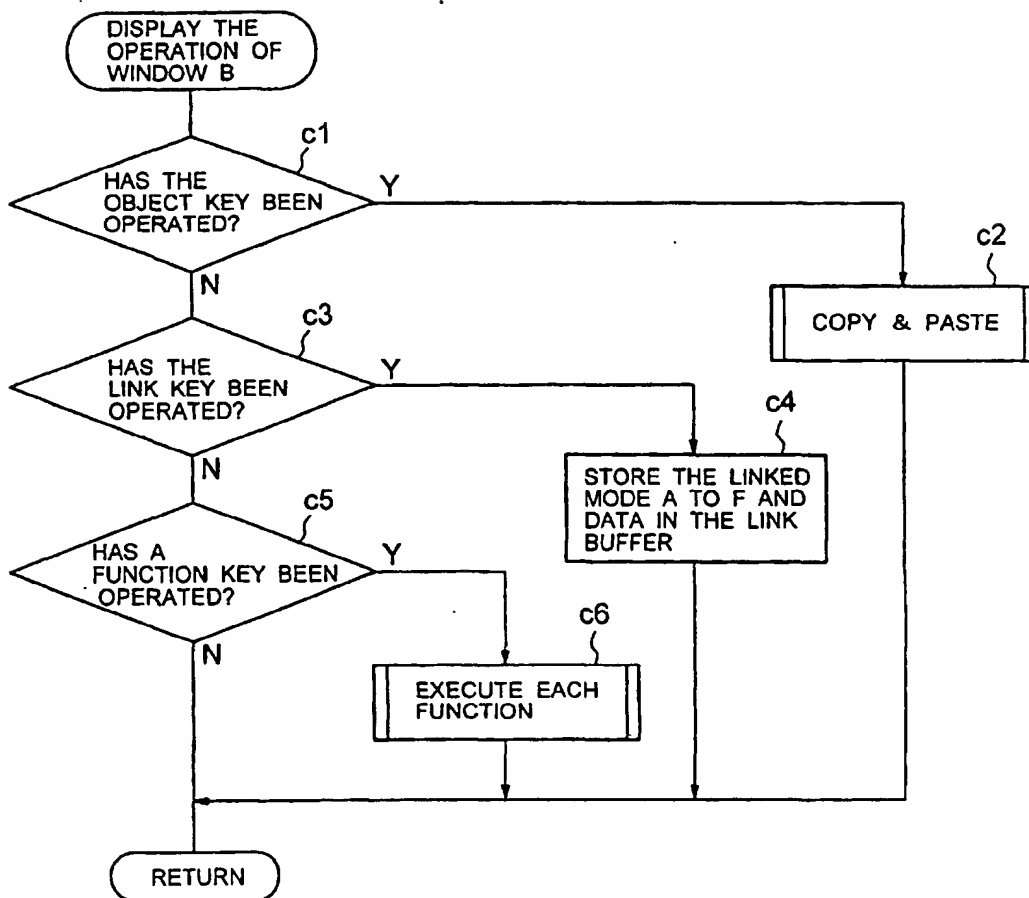 DISPLAY THE
OPERATION OF
WINDOW B
c1
HAS THE
OBJECT KEY BEEN
OPERATED?
Y
N
c2
COPY & PASTE
c3
HAS THE
LINK KEY BEEN
OPERATED?
Y
N
c4
STORE THE LINKED
MODE A TO F AND
DATA IN THE LINK
BUFFER
c5
HAS A
FUNCTION KEY BEEN
OPERATED?
Y
N
c6
EXECUTE EACH
FUNCTION
RETURN